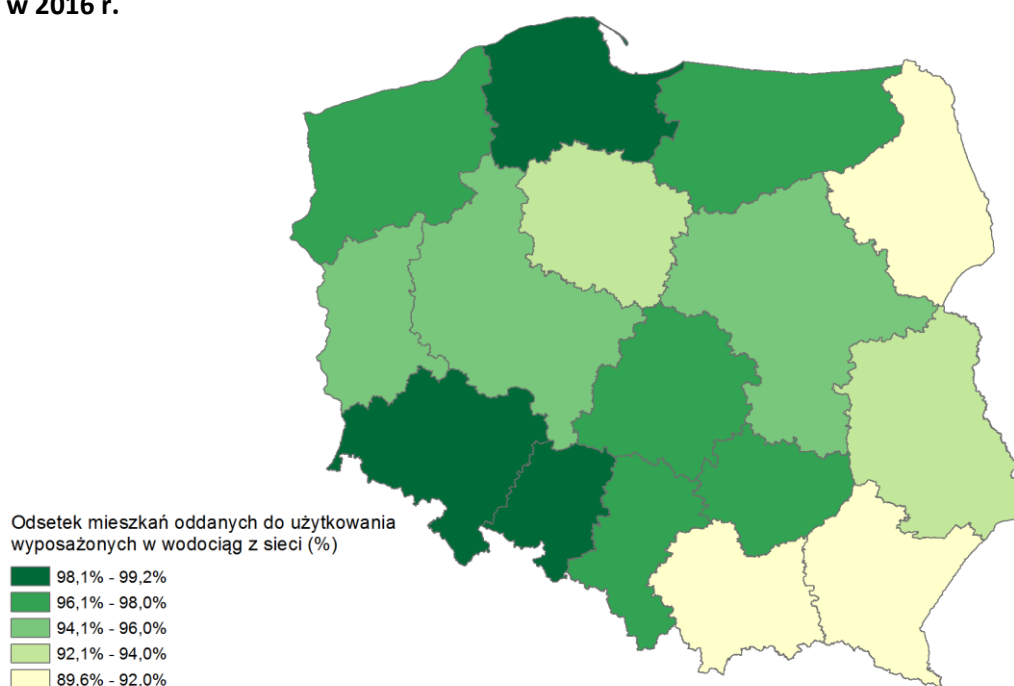 w 2016 r.
Odsetek mieszkań oddanych do użytkowania
wyposażonych w wodociąg z sieci (%)
98,1% - 99,2%
96,1% - 98,0%
94,1% - 96,0%
92,1% - 94,0%
89,6% - 92,0%